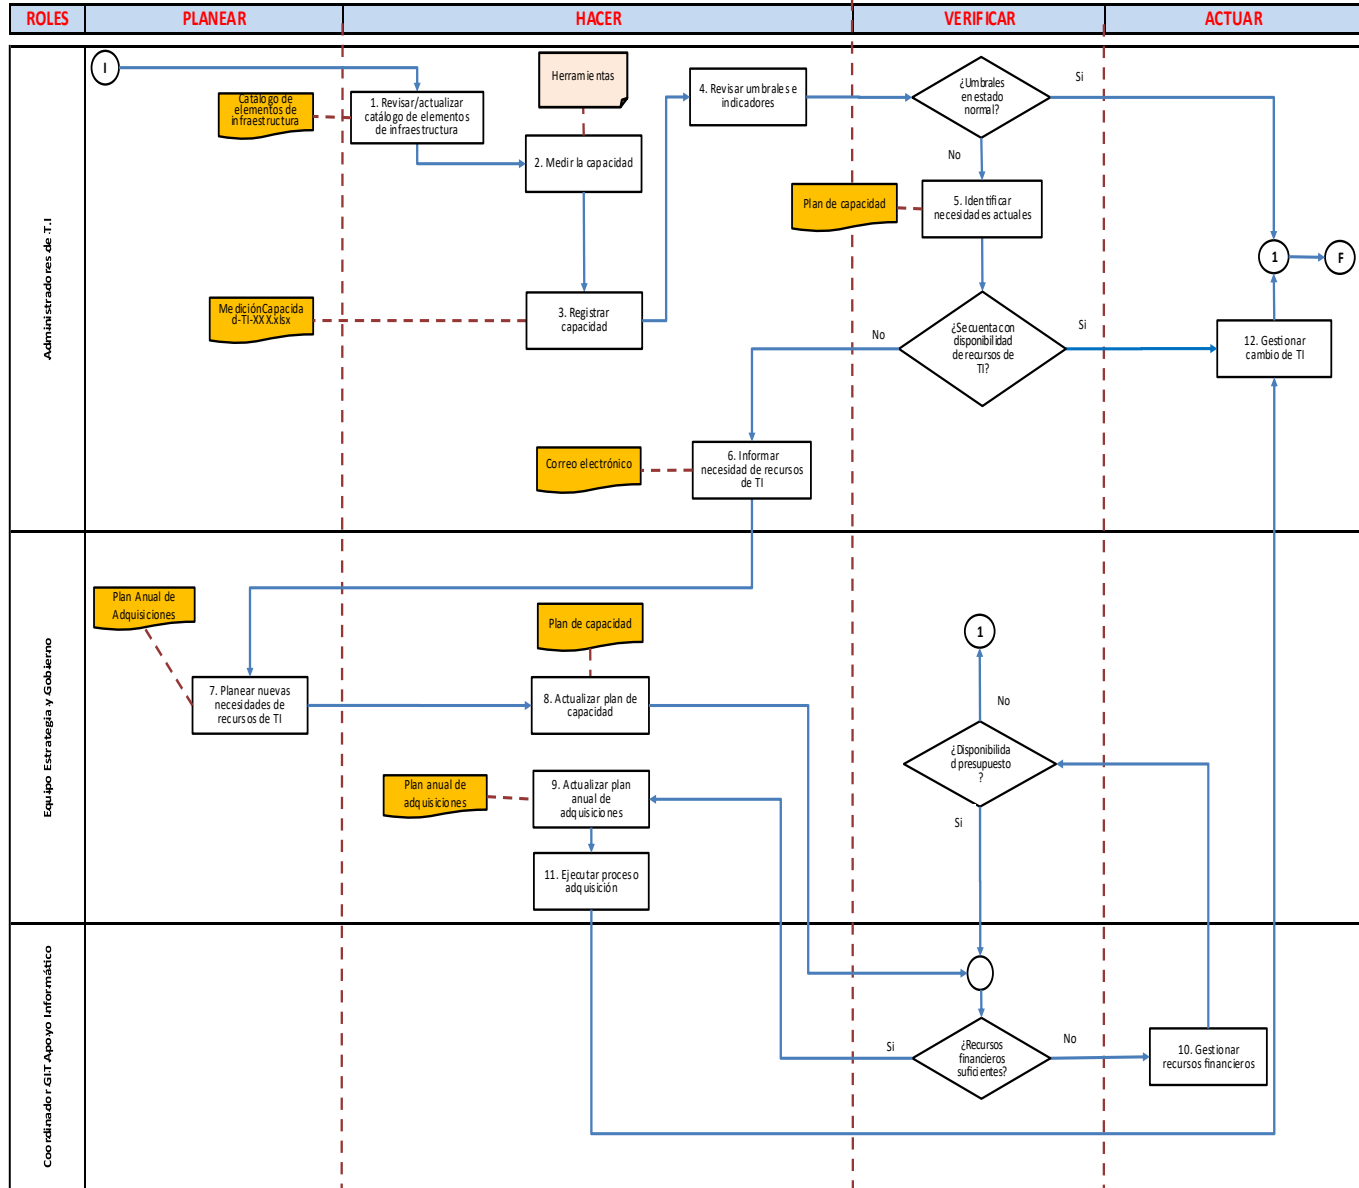 ROLES
PLANEAR
HACER
VERIFICAR
ACTUAR
Administradores de T.I
I
Catálogo de
elementos de
infraestructura
1. Revisar/actualizar
catálogo de elementos
de infraestructura
Herramientas
2. Medir la capacidad
4. Revisar umbrales e
indicadores
¿Umbrales
en estado
normal?
Si
No
Plan de capacidad
5. Identificar
necesidades actuales
1
F
MediciónCapacida
d-TI-XXX.xlsx
3. Registrar
capacidad
No
¿Se cuenta con
disponibilidad
de recursos de
TI?
Si
12. Gestionar
cambio de TI
Correo electrónico
6. Informar
necesidad de recursos
de TI
Equipo Estrategia y Gobierno
Plan Anual de
Adquisiciones
Plan de capacidad
1
7. Planear nuevas
necesidades de
recursos de TI
8. Actualizar plan de
capacidad
No
¿Disponibilida
d presupuesto
?
Plan anual de
adquisiciones
9. Actualizar plan
anual de
adquisiciones
Si
11. Ejecutar proceso
adquisición
Coordinador GIT Apoyo Informático
Si
¿Recursos
financieros
suficientes?
No
10. Gestionar
recursos financieros